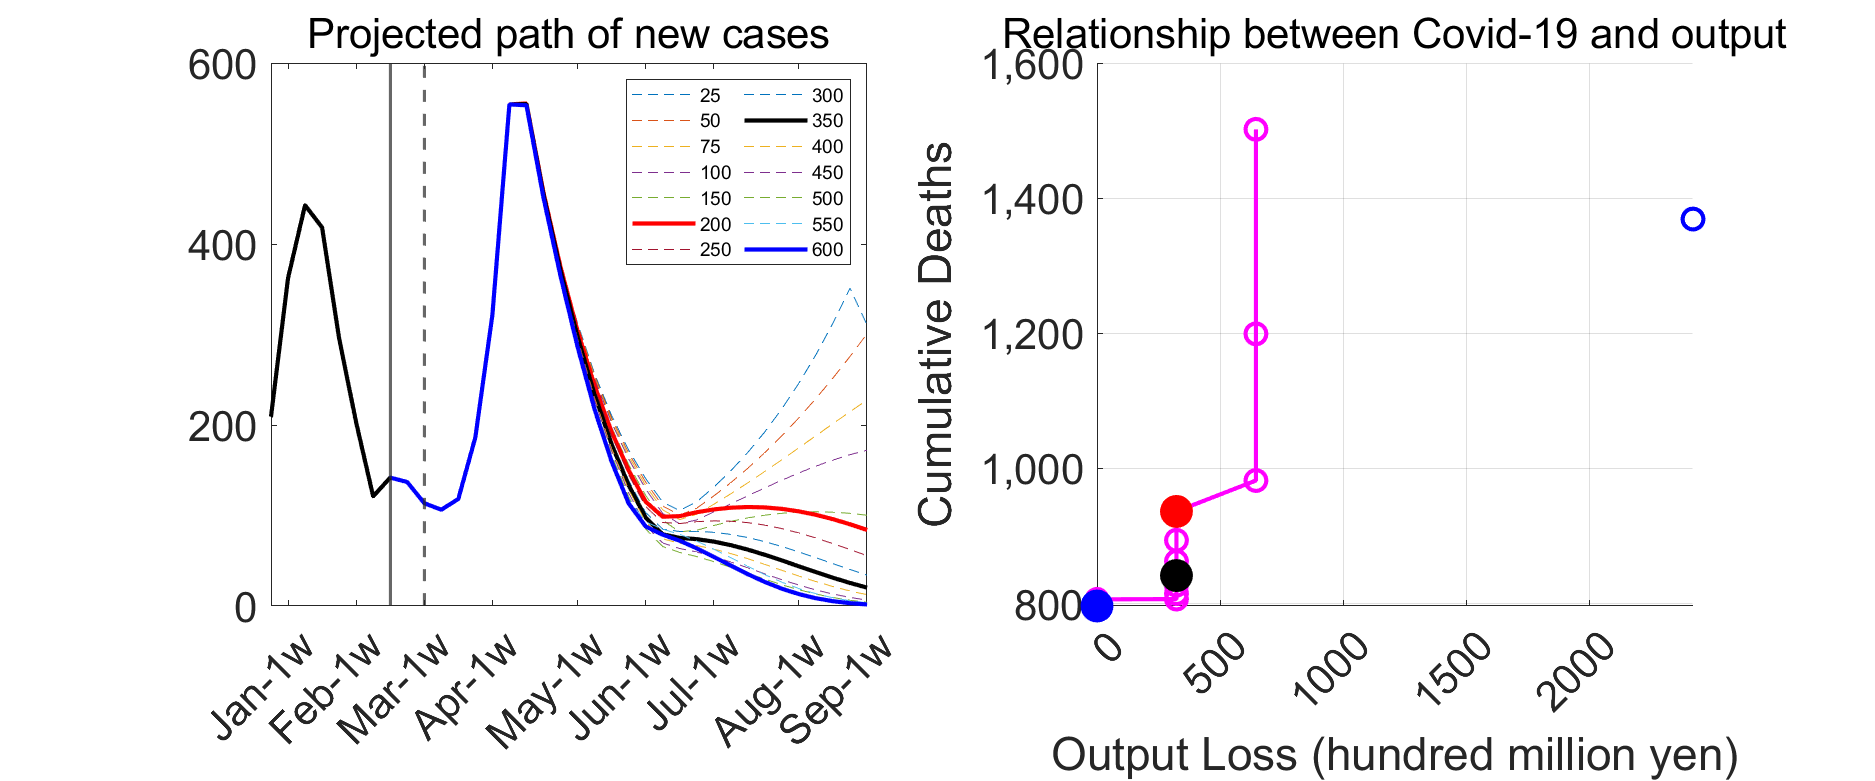 Projected path of new cases
600
400
200
0
Jan-1w
Feb-1w
Mar-1w
Apr-1w
May-1w
Jun-1w
Jul-1w
Aug-1w
Sep-1w
25
50
75
100
150
200
250
300
350
400
450
500
550
600
Relationship between Covid-19 and output
Cumulative Deaths
1,600
1,400
1,200
1,000
800
0
500
1000
1500
2000
Output Loss (hundred million yen)